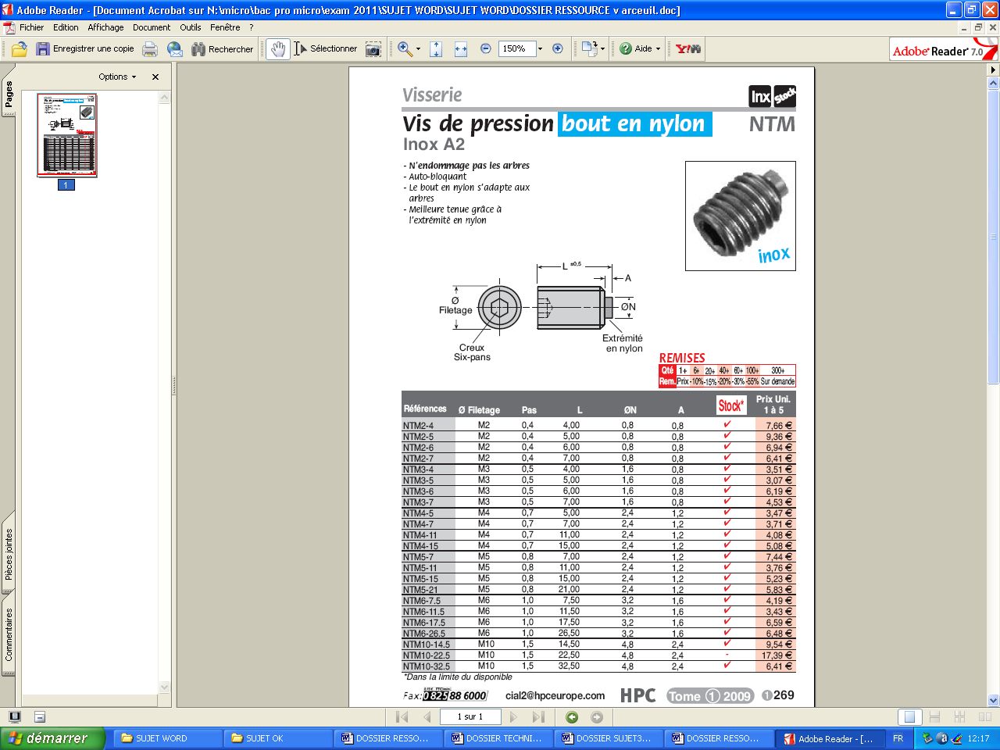 Adobe Reader - [Document Acrobat sur N:\micro\bac pro micro\exam 2011\SUJET WORD\SUJET WORD\DOSSIER RESSOURCE v arceuil.doc]
Fichier Edition Affichage Document Outils Fenêtre ?
Enregistrer une copie Rechercher Sélectionner 150% Aide Y! Adobe Reader 7.0
Options
Pages
1
Pièces jointes
Commentaires
Visserie
Inx Stock
Vis de pression bout en nylon NTM
Inox A2
- N'endommage pas les arbres
- Auto-bloquant
- Le bout en nylon s'adapte aux
arbres
- Meilleure tenue grâce à
l'extrémité en nylon
inox
L ±0,5
A
Ø
Filetage
ØN
Creux
Six-pans
Extrémité
en nylon
REMISES
Qté 1+ 6+ 20+ 40+ 60+ 100+ 300+
Rem. Prix -10% -15% -20% -30% -55% Sur demande
Références Ø Filetage Pas L ØN A Stock* Prix Uni.
1 à 5
NTM2-4 M2 0,4 4,00 0,8 0,8 ✓ 7,66 €
NTM2-5 M2 0,4 5,00 0,8 0,8 ✓ 9,36 €
NTM2-6 M2 0,4 6,00 0,8 0,8 ✓ 6,94 €
NTM2-7 M2 0,4 7,00 0,8 0,8 ✓ 6,41 €
NTM3-4 M3 0,5 4,00 1,6 0,8 ✓ 3,51 €
NTM3-5 M3 0,5 5,00 1,6 0,8 ✓ 3,07 €
NTM3-6 M3 0,5 6,00 1,6 0,8 ✓ 6,19 €
NTM3-7 M3 0,5 7,00 1,6 0,8 ✓ 4,53 €
NTM4-5 M4 0,7 5,00 2,4 1,2 ✓ 3,47 €
NTM4-7 M4 0,7 7,00 2,4 1,2 ✓ 3,71 €
NTM4-11 M4 0,7 11,00 2,4 1,2 ✓ 4,08 €
NTM4-15 M4 0,7 15,00 2,4 1,2 ✓ 5,08 €
NTM5-7 M5 0,8 7,00 2,4 1,2 ✓ 7,44 €
NTM5-11 M5 0,8 11,00 2,4 1,2 ✓ 3,76 €
NTM5-15 M5 0,8 15,00 2,4 1,2 ✓ 5,23 €
NTM5-21 M5 0,8 21,00 2,4 1,2 ✓ 5,83 €
NTM6-7.5 M6 1,0 7,50 3,2 1,6 ✓ 4,19 €
NTM6-11.5 M6 1,0 11,50 3,2 1,6 ✓ 3,43 €
NTM6-17.5 M6 1,0 17,50 3,2 1,6 ✓ 6,59 €
NTM6-26.5 M6 1,0 26,50 3,2 1,6 ✓ 6,48 €
NTM10-14.5 M10 1,5 14,50 4,8 2,4 ✓ 9,54 €
NTM10-22.5 M10 1,5 22,50 4,8 2,4 - 17,39 €
NTM10-32.5 M10 1,5 32,50 4,8 2,4 ✓ 6,41 €
*Dans la limite du disponible
Fax: 0 825 88 6000 cial2@hpceurope.com HPC Tome 1 2009 1 269
1 sur 1
démarrer SUJET WORD SUJET OK DOSSIER RESSO... DOSSIER TECHNI... DOSSIER SUJET3... DOSSIER RESSO... Adobe Reader - [... FR 12:17